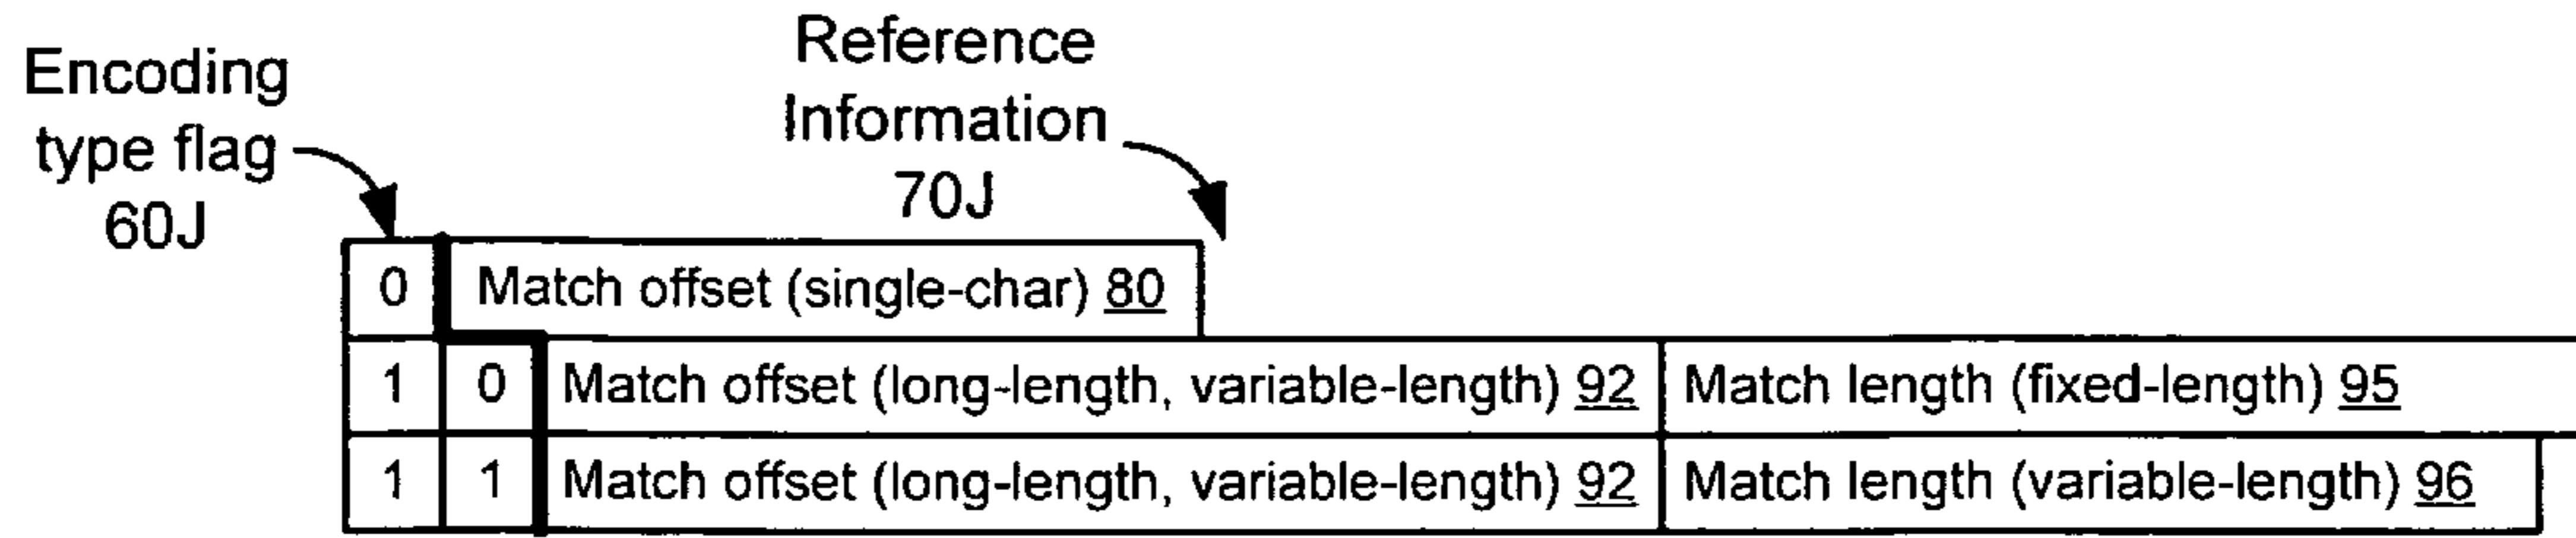 Encoding
type flag
60J
Reference
Information
70J
0 Match offset (single-char) 80
1 0 Match offset (long-length, variable-length) 92 Match length (fixed-length) 95
1 1 Match offset (long-length, variable-length) 92 Match length (variable-length) 96